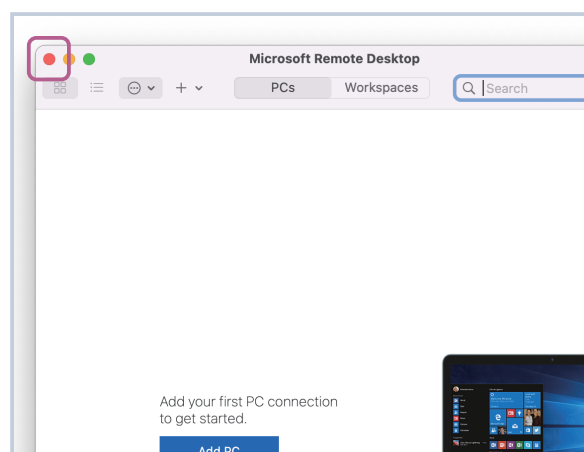 Microsoft Remote Desktop
PCs
Workspaces
Search
Add your first PC connection
to get started.
Add PC